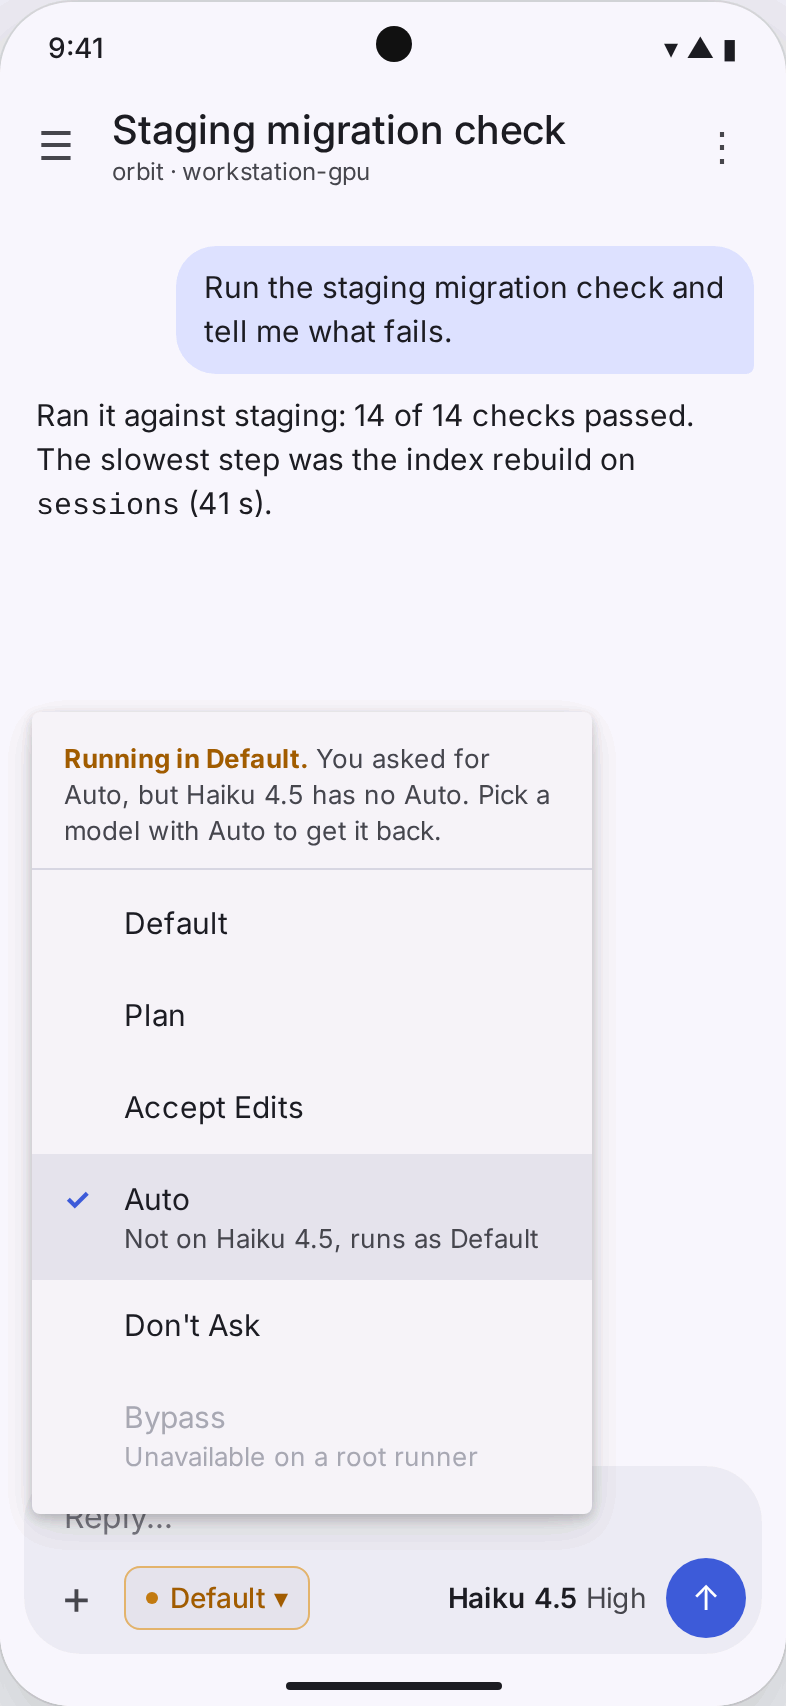 9:41
Staging migration check
orbit · workstation-gpu
Run the staging migration check and
tell me what fails.
Ran it against staging: 14 of 14 checks passed.
The slowest step was the index rebuild on
sessions (41 s).
Running in Default. You asked for
Auto, but Haiku 4.5 has no Auto. Pick a
model with Auto to get it back.
Default
Plan
Accept Edits
Auto
Not on Haiku 4.5, runs as Default
Don't Ask
Bypass
Unavailable on a root runner
Reply...
+ Default ▾ Haiku 4.5 High ↑